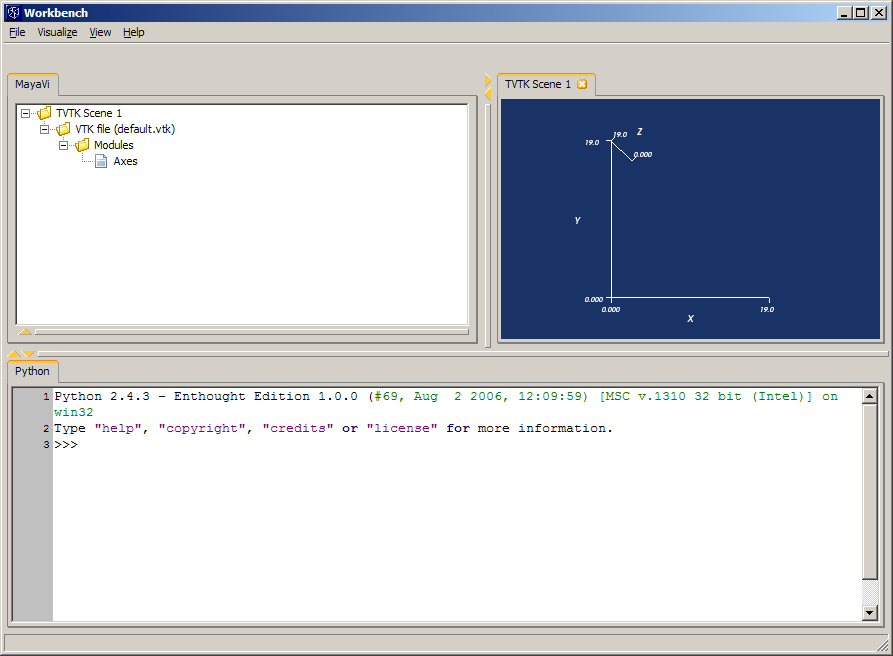 Workbench
File Visualize View Help
MayaVi
TVTK Scene 1
VTK file (default.vtk)
Modules
Axes
TVTK Scene 1
19.0 Z
19.0
0.000
Y
0.000
0.000 19.0
X
Python
1 Python 2.4.3 - Enthought Edition 1.0.0 (#69, Aug  2 2006, 12:09:59) [MSC v.1310 32 bit (Intel)] on
win32
2 Type "help", "copyright", "credits" or "license" for more information.
3 >>>